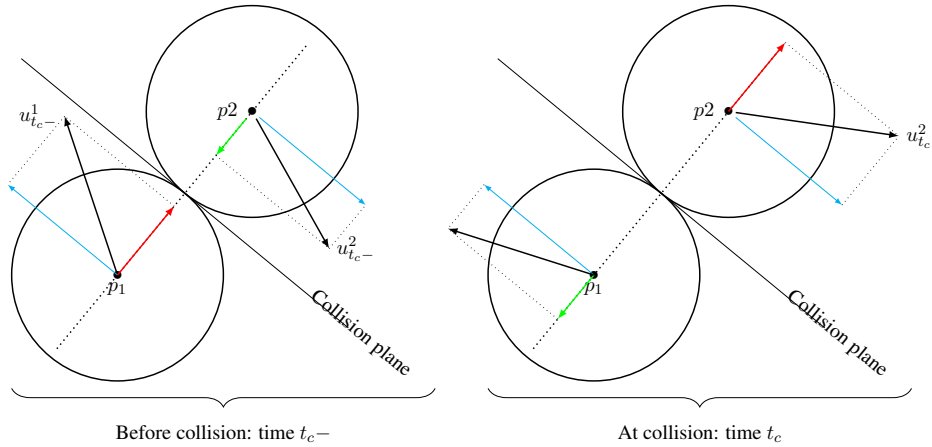 p2
p2
$u^1_{t_c-}$
$u^2_{t_c}$
$u^2_{t_c-}$
$p_1$
$p_1$
Collision plane
Collision plane
Before collision: time $t_c-$
At collision: time $t_c$